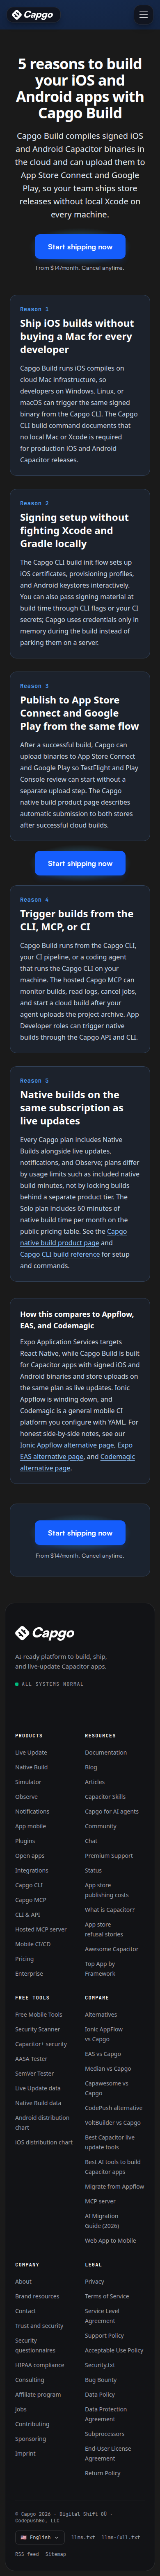 Capgo
5 reasons to build
your iOS and
Android apps with
Capgo Build
Capgo Build compiles signed iOS
and Android Capacitor binaries in
the cloud and can upload them to
App Store Connect and Google
Play, so your team ships store
releases without local Xcode on
every machine.
Start shipping now
From $14/month. Cancel anytime.
Reason 1
Ship iOS builds without
buying a Mac for every
developer
Capgo Build runs iOS compiles on
cloud Mac infrastructure, so
developers on Windows, Linux, or
macOS can trigger the same signed
binary from the Capgo CLI. The Capgo
CLI build command documents that
no local Mac or Xcode is required
for production iOS and Android
Capacitor releases.
Reason 2
Signing setup without
fighting Xcode and
Gradle locally
The Capgo CLI build init flow sets up
iOS certificates, provisioning profiles,
and Android keystores interactively.
You can also pass signing material at
build time through CLI flags or your CI
secrets; Capgo uses credentials only in
memory during the build instead of
parking them on a server.
Reason 3
Publish to App Store
Connect and Google
Play from the same flow
After a successful build, Capgo can
upload binaries to App Store Connect
and Google Play so TestFlight and Play
Console review can start without a
separate upload step. The Capgo
native build product page describes
automatic submission to both stores
after successful cloud builds.
Start shipping now
Reason 4
Trigger builds from the
CLI, MCP, or CI
Capgo Build runs from the Capgo CLI,
your CI pipeline, or a coding agent
that runs the Capgo CLI on your
machine. The hosted Capgo MCP can
monitor builds, read logs, cancel jobs,
and start a cloud build after your
agent uploads the project archive. App
Developer roles can trigger native
builds through the Capgo API and CLI.
Reason 5
Native builds on the
same subscription as
live updates
Every Capgo plan includes Native
Builds alongside live updates,
notifications, and Observe; plans differ
by usage limits such as included native
build minutes, not by locking builds
behind a separate product tier. The
Solo plan includes 60 minutes of
native build time per month on the
public pricing table. See the Capgo
native build product page and
Capgo CLI build reference for setup
and commands.
How this compares to Appflow,
EAS, and Codemagic
Expo Application Services targets
React Native, while Capgo Build is built
for Capacitor apps with signed iOS and
Android binaries and store uploads on
the same plan as live updates. Ionic
Appflow is winding down, and
Codemagic is a general mobile CI
platform you configure with YAML. For
honest side-by-side notes, see our
Ionic Appflow alternative page, Expo
EAS alternative page, and Codemagic
alternative page.
Start shipping now
From $14/month. Cancel anytime.
Capgo
AI-ready platform to build, ship,
and live-update Capacitor apps.
ALL SYSTEMS NORMAL
PRODUCTS
Live Update
Native Build
Simulator
Observe
Notifications
App mobile
Plugins
Open apps
Integrations
Capgo CLI
Capgo MCP
CLI & API
Hosted MCP server
Mobile CI/CD
Pricing
Enterprise
RESOURCES
Documentation
Blog
Articles
Capacitor Skills
Capgo for AI agents
Community
Chat
Premium Support
Status
App store
publishing costs
What is Capacitor?
App store
refusal stories
Awesome Capacitor
Top App by
Framework
FREE TOOLS
Free Mobile Tools
Security Scanner
Capacitor+ security
AASA Tester
SemVer Tester
Live Update data
Native Build data
Android distribution
chart
iOS distribution chart
COMPARE
Alternatives
Ionic AppFlow
vs Capgo
EAS vs Capgo
Median vs Capgo
Capawesome vs
Capgo
CodePush alternative
VoltBuilder vs Capgo
Best Capacitor live
update tools
Best AI tools to build
Capacitor apps
Migrate from Appflow
MCP server
AI Migration
Guide (2026)
Web App to Mobile
COMPANY
About
Brand resources
Contact
Trust and security
Security
questionnaires
HIPAA compliance
Consulting
Affiliate program
Jobs
Contributing
Sponsoring
Imprint
LEGAL
Privacy
Terms of Service
Service Level
Agreement
Support Policy
Acceptable Use Policy
Security.txt
Bug Bounty
Data Policy
Data Protection
Agreement
Subprocessors
End-User License
Agreement
Return Policy
© Capgo 2026 · Digital Shift OÜ ·
Codepushgo, LLC
English
llms.txt
llms-full.txt
RSS feed
Sitemap